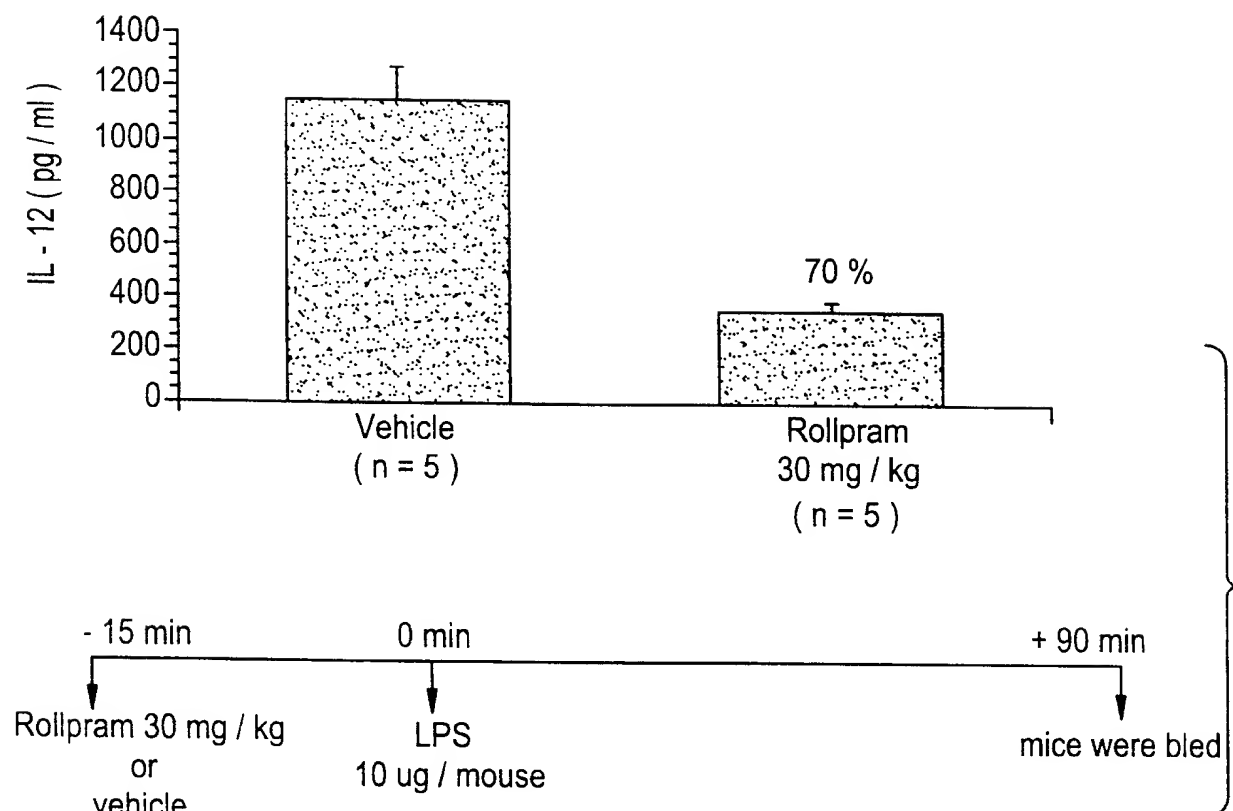 1400
1200
1000
800
600
400
200
0
IL - 12 ( pg / ml )
70 %
Vehicle
( n = 5 )
Rollpram
30 mg / kg
( n = 5 )
- 15 min
0 min
+ 90 min
Rollpram 30 mg / kg
or
vehicle
LPS
10 ug / mouse
mice were bled